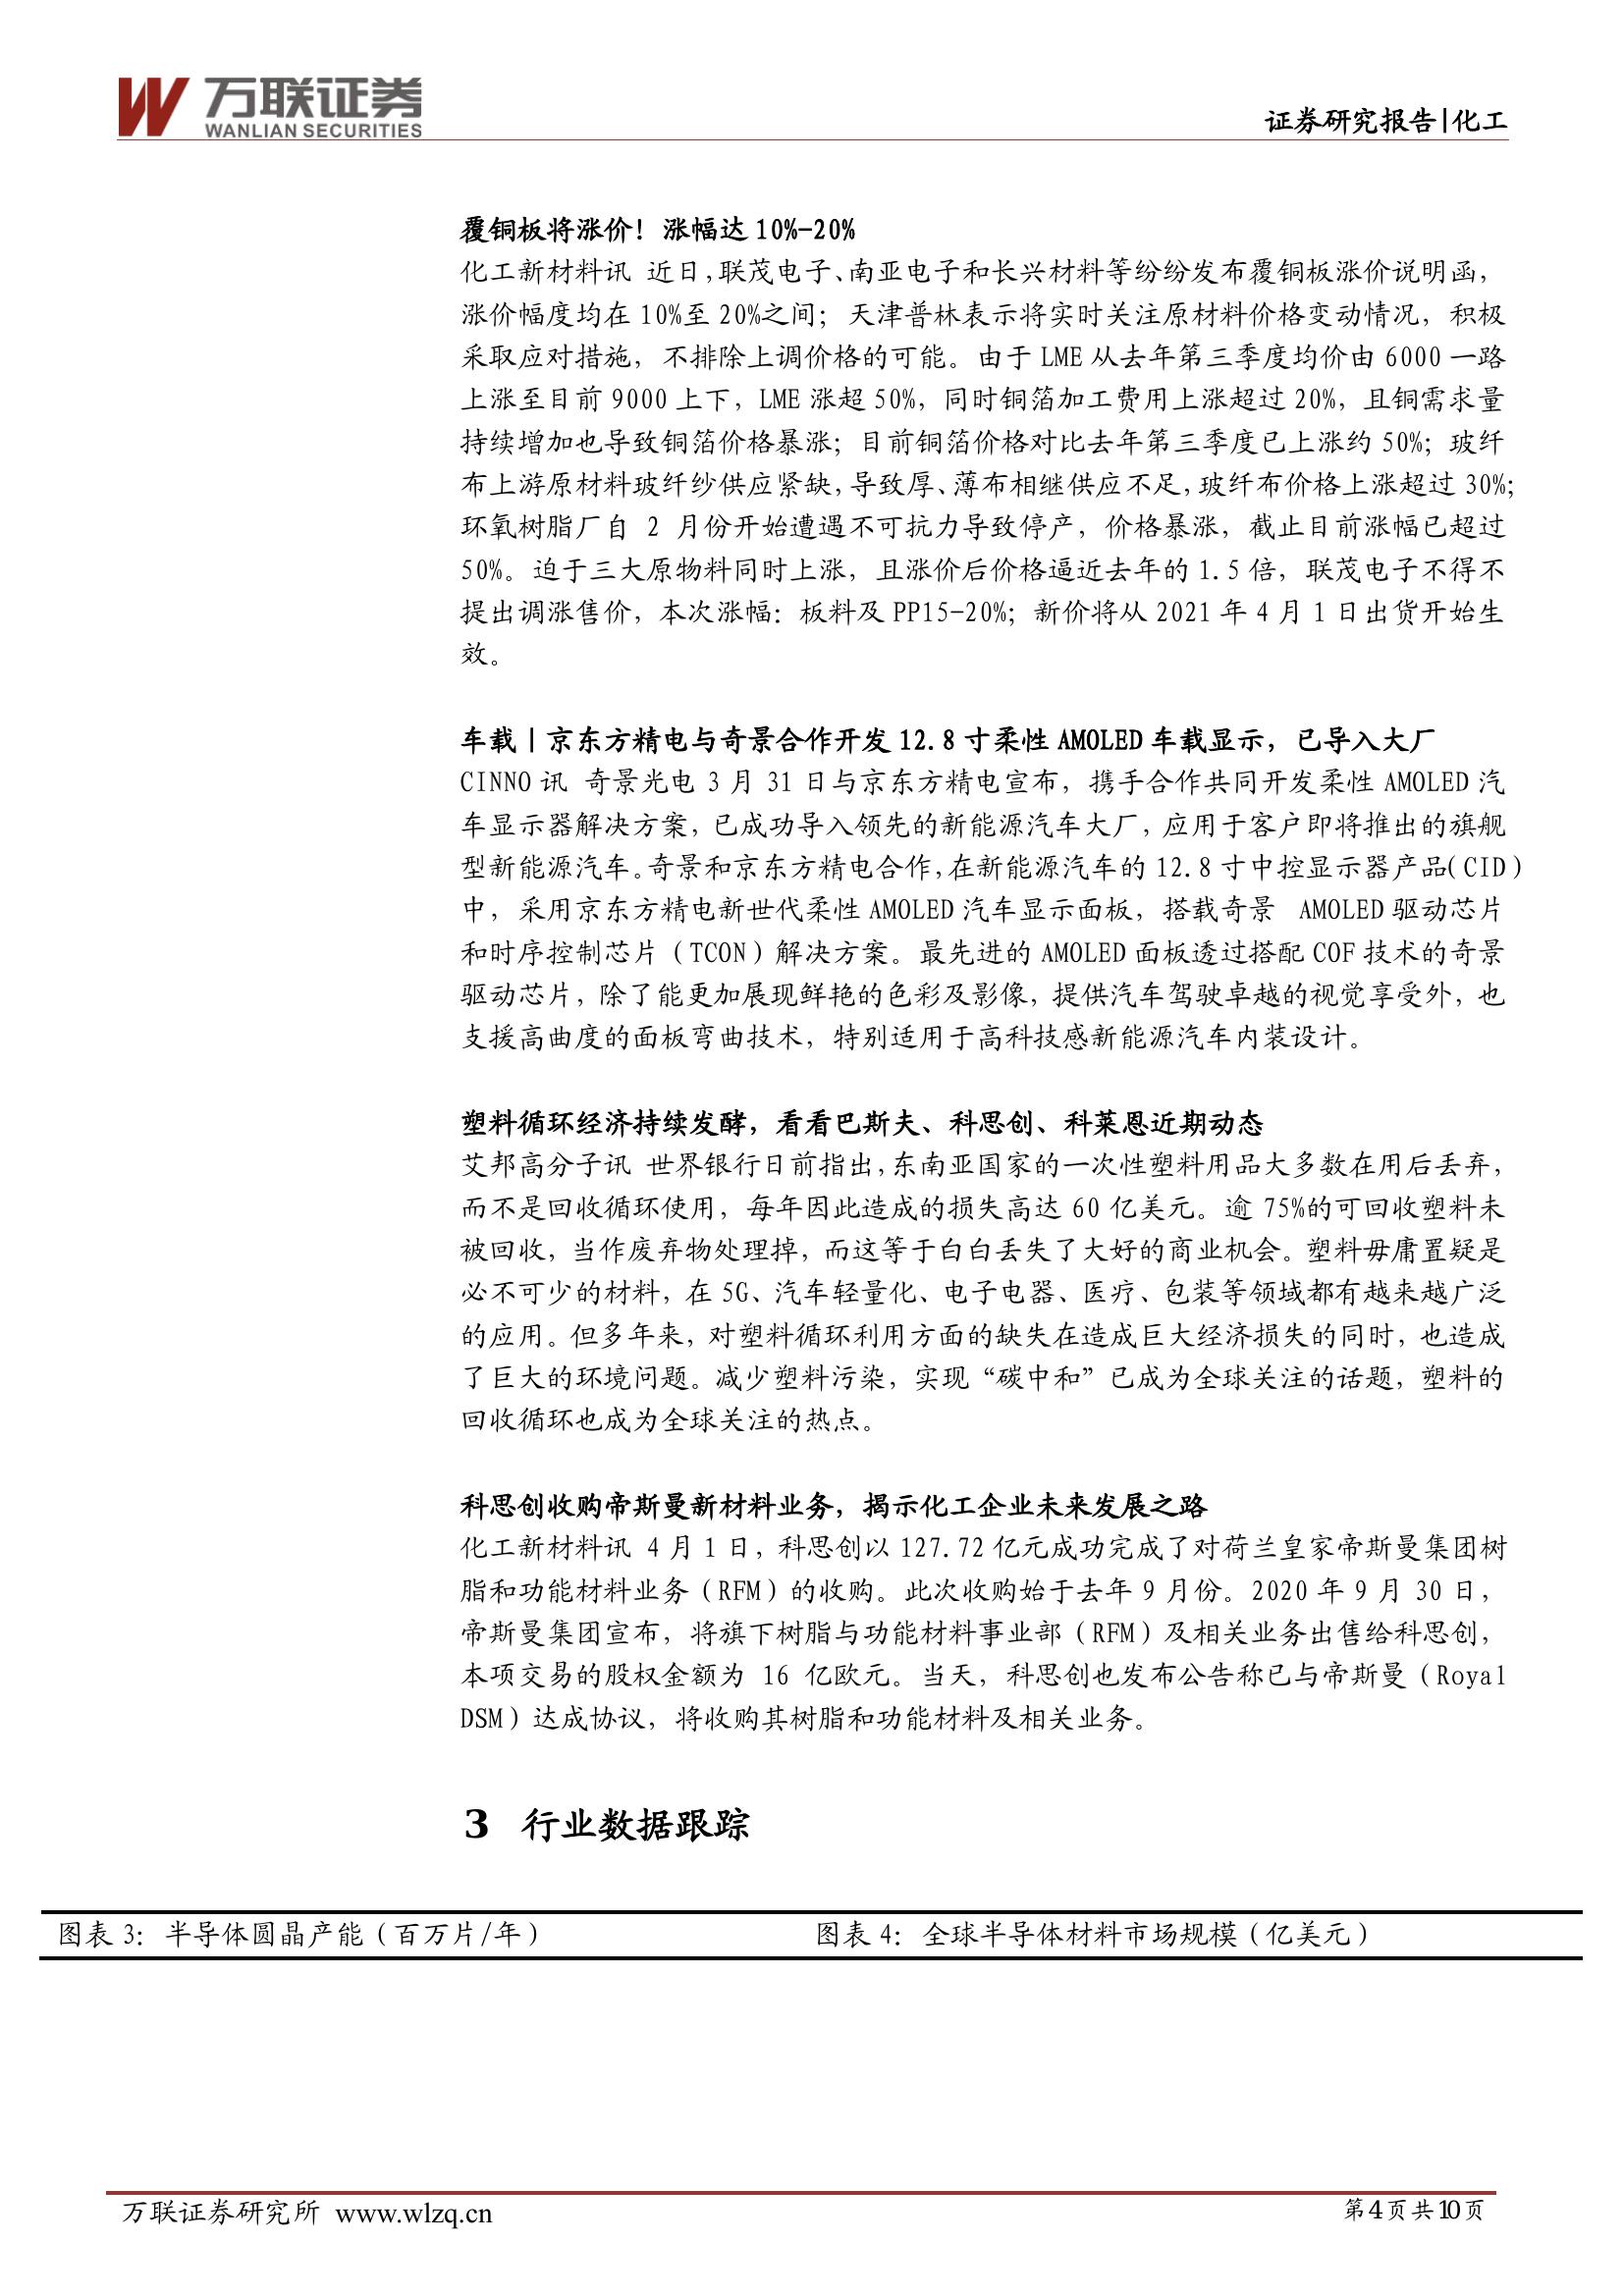 万联证券
WANLIAN SECURITIES
证券研究报告|化工
覆铜板将涨价！涨幅达 10%-20%
化工新材料讯 近日，联茂电子、南亚电子和长兴材料等纷纷发布覆铜板涨价说明函，
涨价幅度均在 10%至 20%之间；天津普林表示将实时关注原材料价格变动情况，积极
采取应对措施，不排除上调价格的可能。由于 LME 从去年第三季度均价由 6000 一路
上涨至目前 9000 上下，LME 涨超 50%，同时铜箔加工费用上涨超过 20%，且铜需求量
持续增加也导致铜箔价格暴涨；目前铜箔价格对比去年第三季度已上涨约 50%；玻纤
布上游原材料玻纤纱供应紧缺，导致厚、薄布相继供应不足，玻纤布价格上涨超过 30%；
环氧树脂厂自 2 月份开始遭遇不可抗力导致停产，价格暴涨，截止目前涨幅已超过
50%。迫于三大原物料同时上涨，且涨价后价格逼近去年的 1.5 倍，联茂电子不得不
提出调涨售价，本次涨幅：板料及 PP15-20%；新价将从 2021 年 4 月 1 日出货开始生
效。
车载丨京东方精电与奇景合作开发 12.8 寸柔性 AMOLED 车载显示，已导入大厂
CINNO 讯 奇景光电 3 月 31 日与京东方精电宣布，携手合作共同开发柔性 AMOLED 汽
车显示器解决方案，已成功导入领先的新能源汽车大厂，应用于客户即将推出的旗舰
型新能源汽车。奇景和京东方精电合作，在新能源汽车的 12.8 寸中控显示器产品（CID）
中，采用京东方精电新世代柔性 AMOLED 汽车显示面板，搭载奇景 AMOLED 驱动芯片
和时序控制芯片（TCON）解决方案。最先进的 AMOLED 面板透过搭配 COF 技术的奇景
驱动芯片，除了能更加展现鲜艳的色彩及影像，提供汽车驾驶卓越的视觉享受外，也
支援高曲度的面板弯曲技术，特别适用于高科技感新能源汽车内装设计。
塑料循环经济持续发酵，看看巴斯夫、科思创、科莱恩近期动态
艾邦高分子讯 世界银行日前指出，东南亚国家的一次性塑料用品大多数在用后丢弃，
而不是回收循环使用，每年因此造成的损失高达 60 亿美元。逾 75%的可回收塑料未
被回收，当作废弃物处理掉，而这等于白白丢失了大好的商业机会。塑料毋庸置疑是
必不可少的材料，在 5G、汽车轻量化、电子电器、医疗、包装等领域都有越来越广泛
的应用。但多年来，对塑料循环利用方面的缺失在造成巨大经济损失的同时，也造成
了巨大的环境问题。减少塑料污染，实现“碳中和”已成为全球关注的话题，塑料的
回收循环也成为全球关注的热点。
科思创收购帝斯曼新材料业务，揭示化工企业未来发展之路
化工新材料讯 4 月 1 日，科思创以 127.72 亿元成功完成了对荷兰皇家帝斯曼集团树
脂和功能材料业务（RFM）的收购。此次收购始于去年 9 月份。2020 年 9 月 30 日，
帝斯曼集团宣布，将旗下树脂与功能材料事业部（RFM）及相关业务出售给科思创，
本项交易的股权金额为 16 亿欧元。当天，科思创也发布公告称已与帝斯曼（Royal
DSM）达成协议，将收购其树脂和功能材料及相关业务。
3 行业数据跟踪
图表 3：半导体圆晶产能（百万片/年）
图表 4：全球半导体材料市场规模（亿美元）
万联证券研究所 www.wlzq.cn
第4页共10页